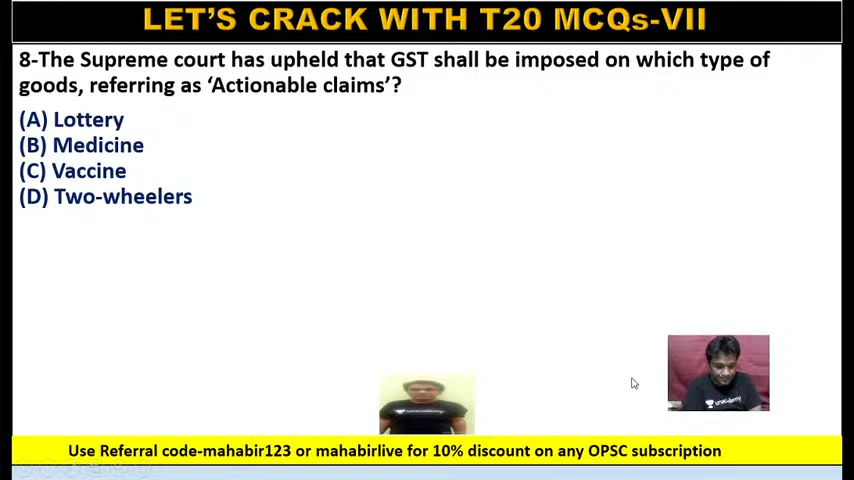 LET'S CRACK WITH T20 MCQs-VII
8-The Supreme court has upheld that GST shall be imposed on which type of
goods, referring as ‘Actionable claims’?
(A) Lottery
(B) Medicine
(C) Vaccine
(D) Two-wheelers
unacademy
unacademy
Use Referral code-mahabir123 or mahabirlive for 10% discount on any OPSC subscription